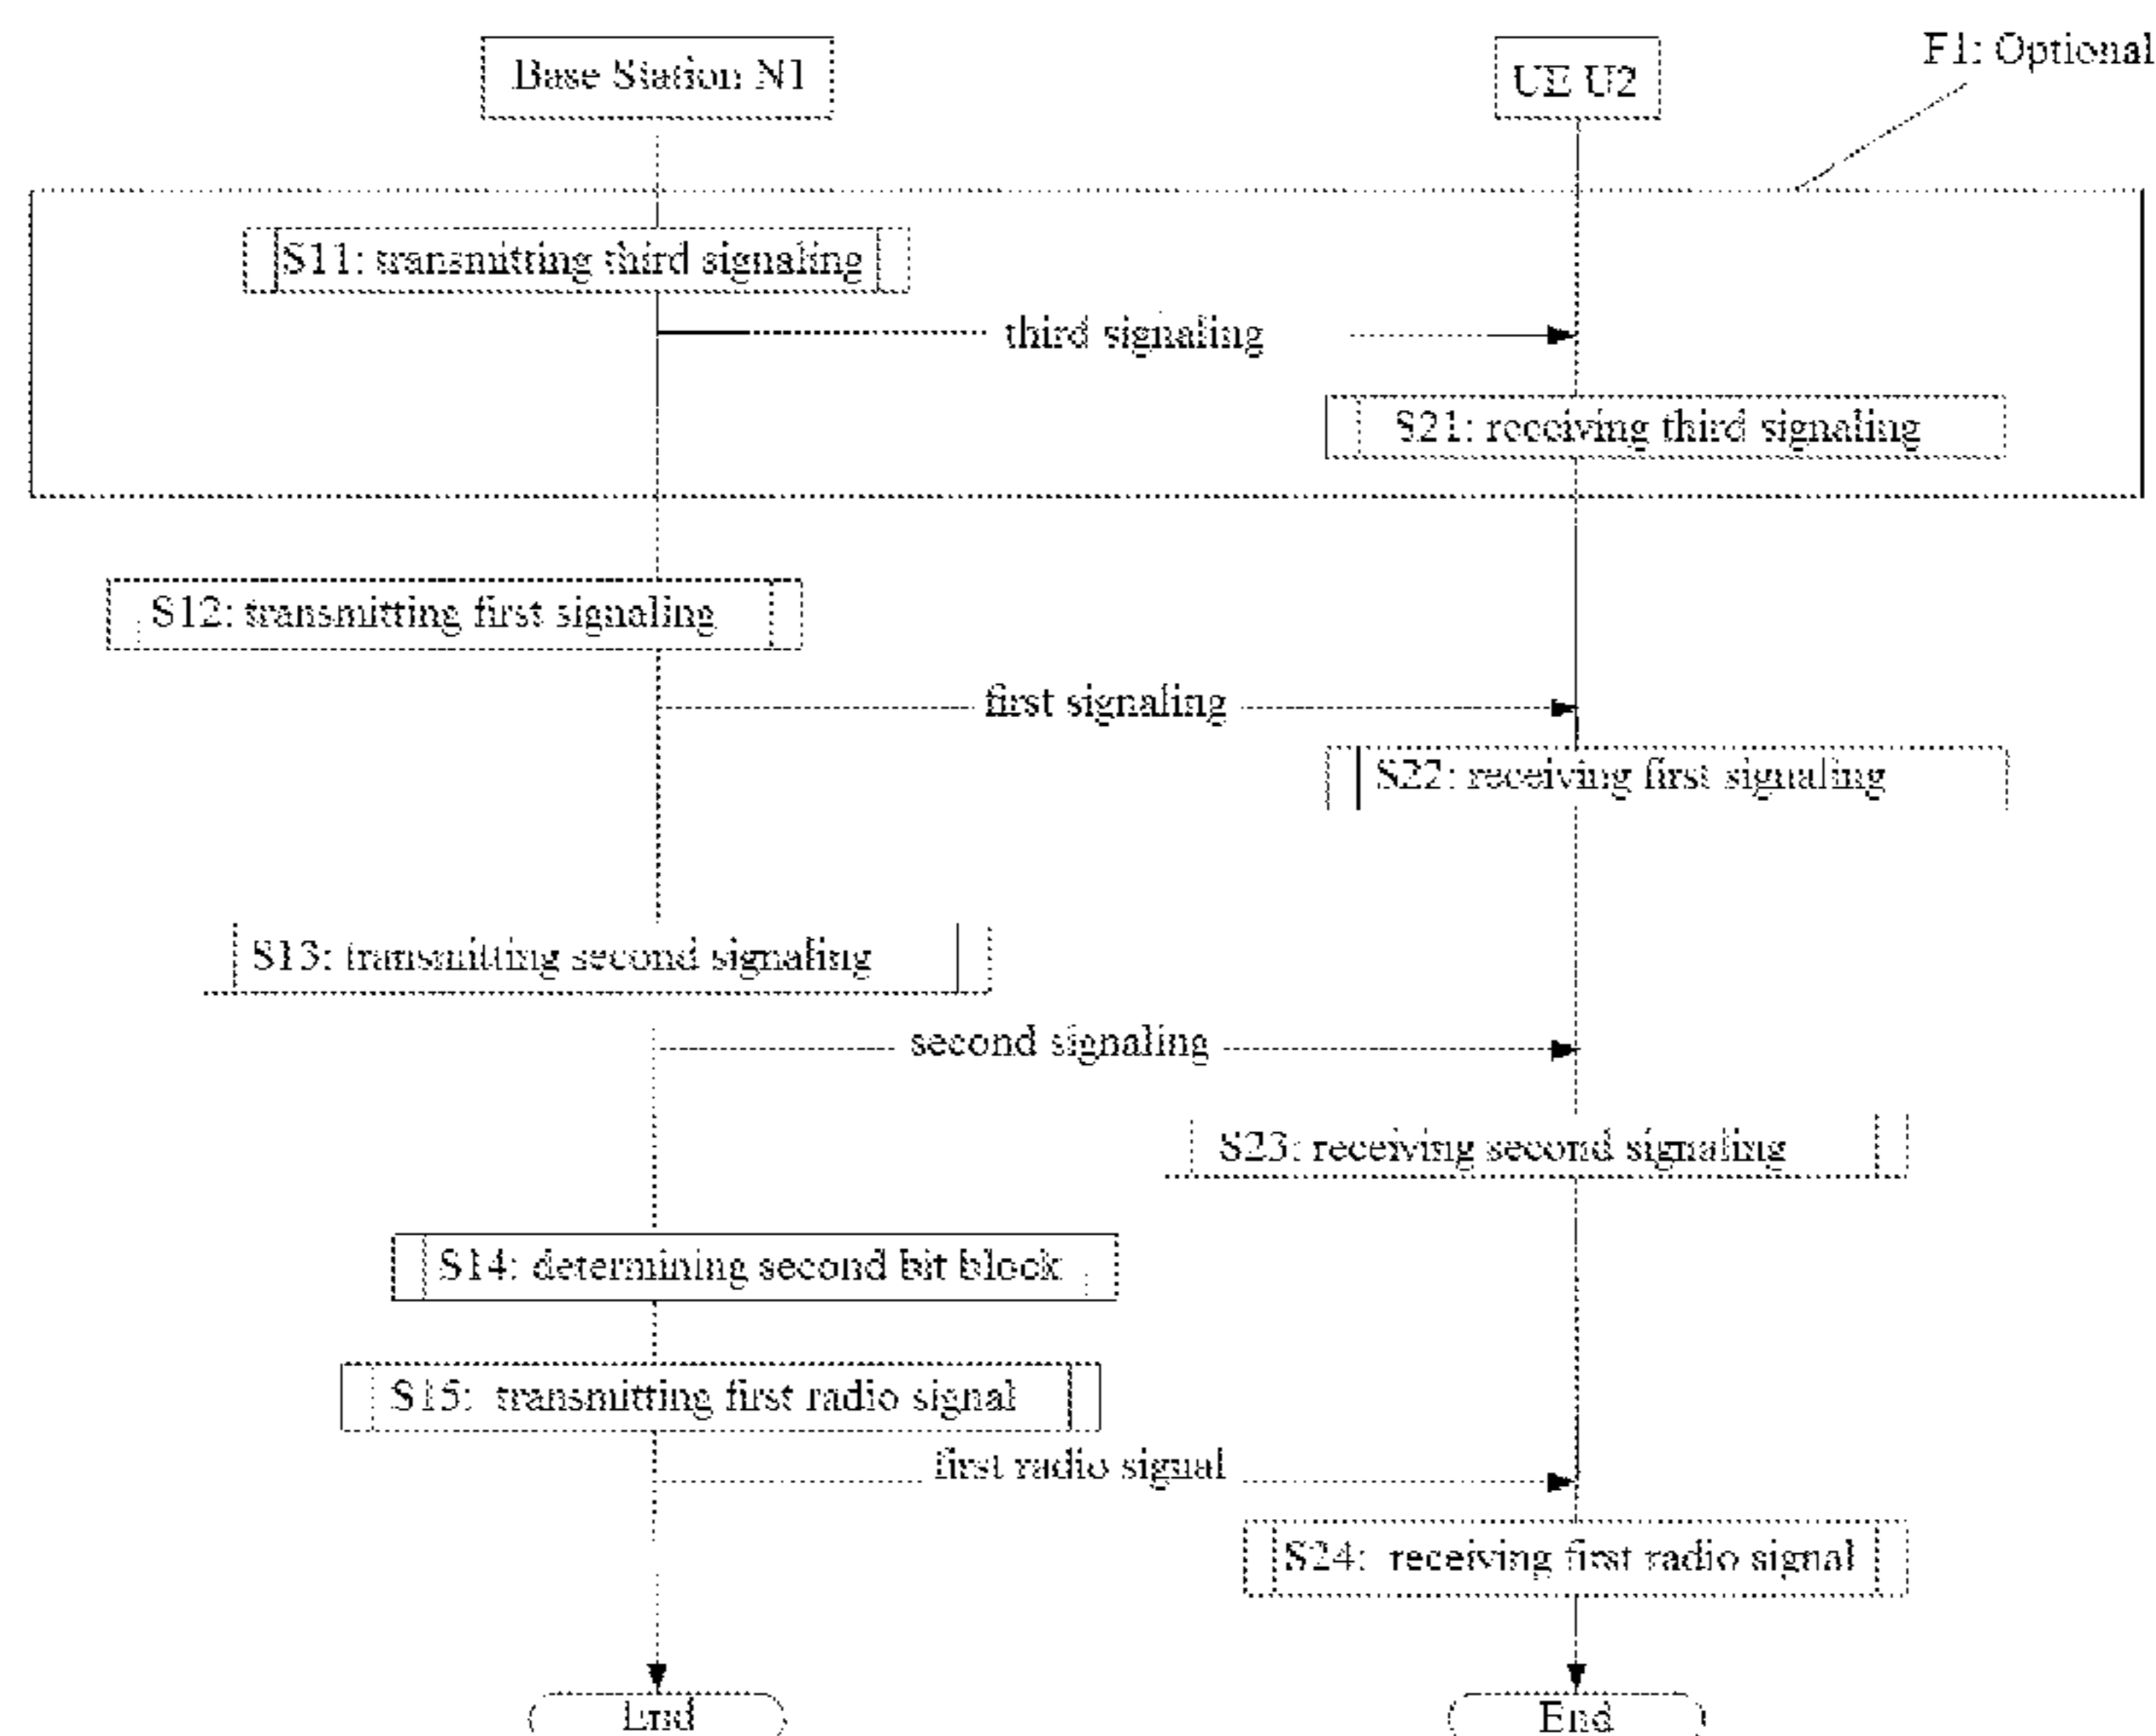 Base Station N1
UE U2
F1: Optional
S11: transmitting third signaling
third signaling
S21: receiving third signaling
S12: transmitting first signaling
first signaling
S22: receiving first signaling
S13: transmitting second signaling
second signaling
S23: receiving second signaling
S14: determining second bit block
S15: transmitting first radio signal
first radio signal
S24: receiving first radio signal
End
End